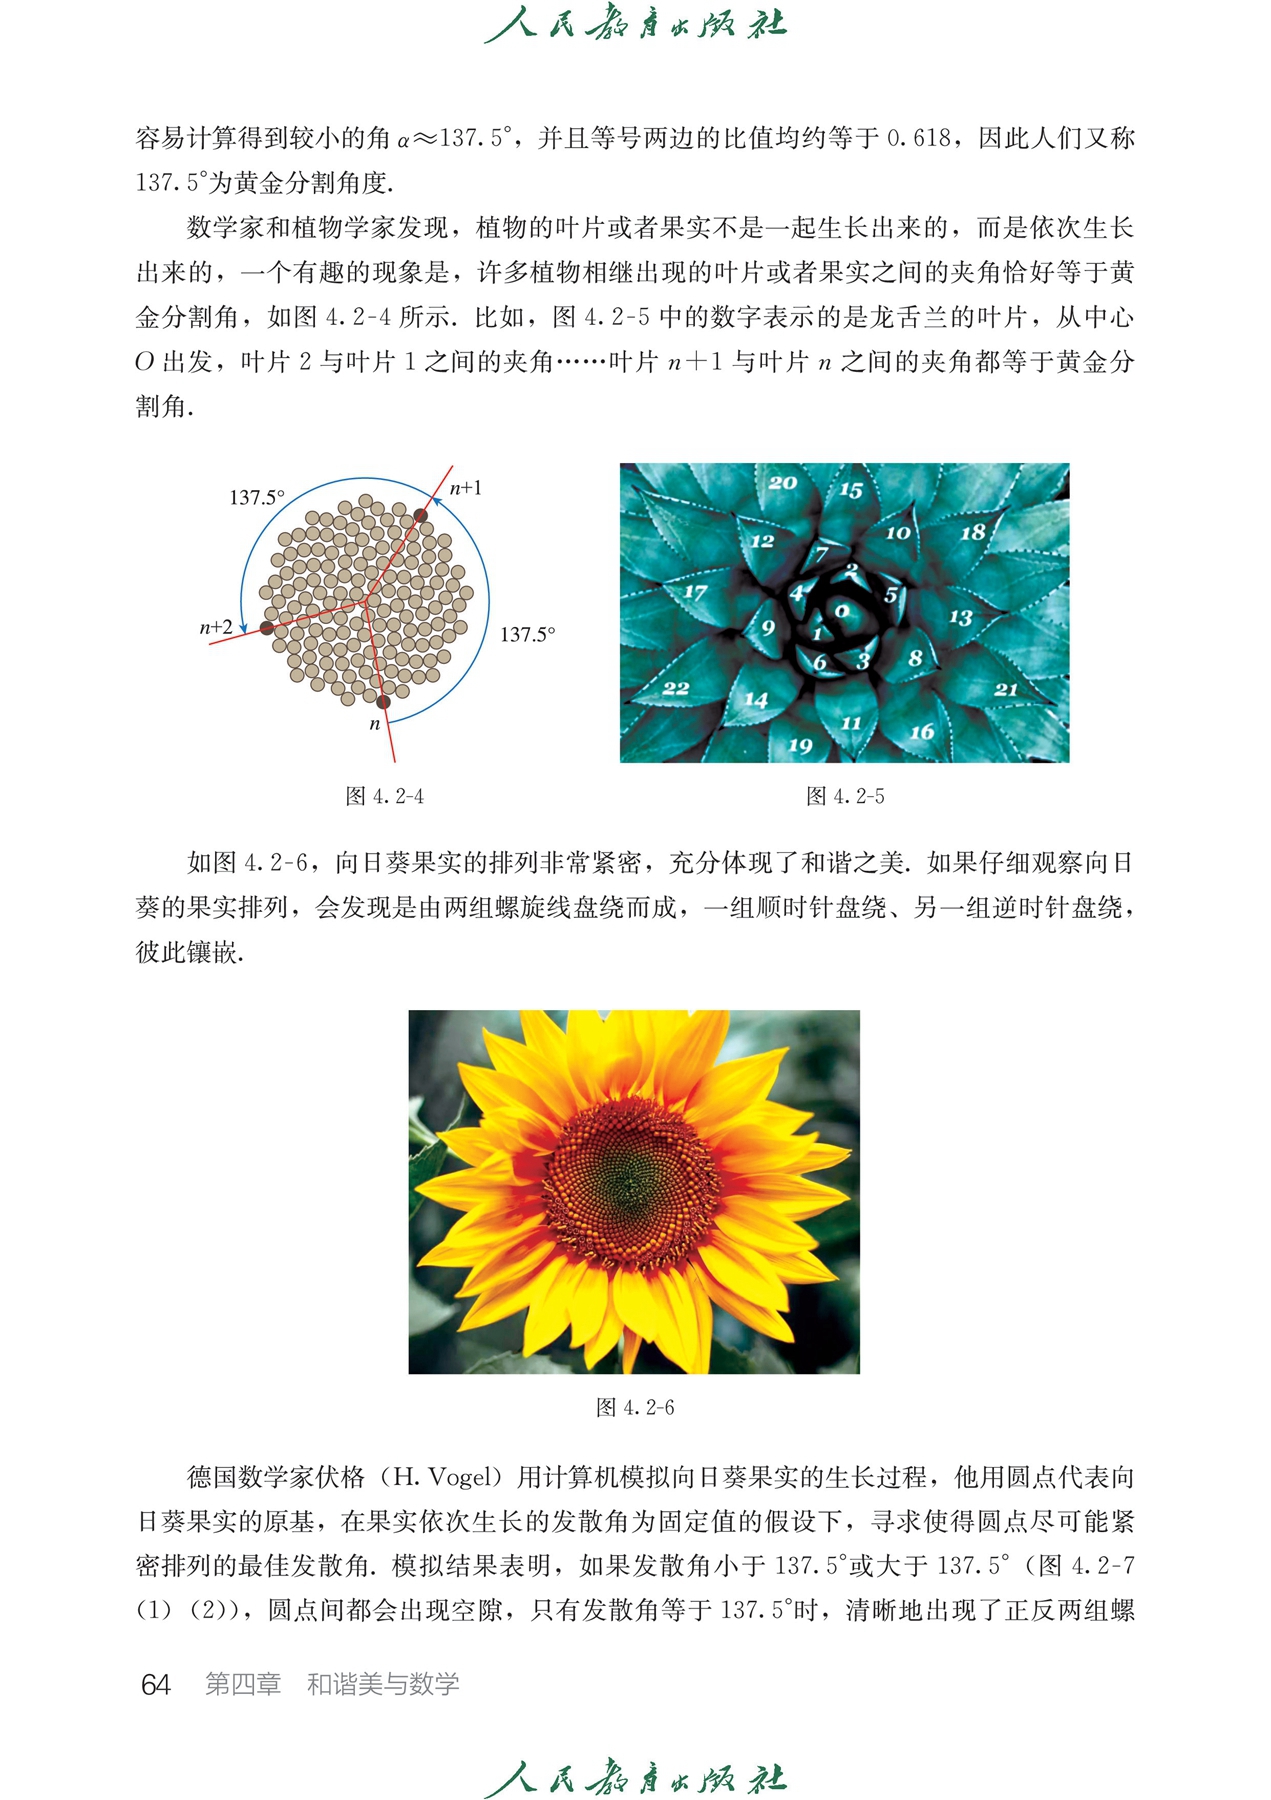 人民教育出版社
容易计算得到较小的角 α≈137.5°，并且等号两边的比值均约等于 0.618，因此人们又称
137.5°为黄金分割角度.
数学家和植物学家发现，植物的叶片或者果实不是一起生长出来的，而是依次生长
出来的，一个有趣的现象是，许多植物相继出现的叶片或者果实之间的夹角恰好等于黄
金分割角，如图 4.2-4 所示. 比如，图 4.2-5 中的数字表示的是龙舌兰的叶片，从中心
O 出发，叶片 2 与叶片 1 之间的夹角……叶片 n+1 与叶片 n 之间的夹角都等于黄金分
割角.
137.5°
n+1
n+2
137.5°
n
20
15
10
18
12
7
2
17
4
5
0
13
9
1
6
3
8
22
14
21
11
16
19
图 4.2-4
图 4.2-5
如图 4.2-6，向日葵果实的排列非常紧密，充分体现了和谐之美. 如果仔细观察向日
葵的果实排列，会发现是由两组螺旋线盘绕而成，一组顺时针盘绕、另一组逆时针盘绕，
彼此镶嵌.
图 4.2-6
德国数学家伏格（H. Vogel）用计算机模拟向日葵果实的生长过程，他用圆点代表向
日葵果实的原基，在果实依次生长的发散角为固定值的假设下，寻求使得圆点尽可能紧
密排列的最佳发散角. 模拟结果表明，如果发散角小于 137.5°或大于 137.5°（图 4.2-7
(1)（2)），圆点间都会出现空隙，只有发散角等于 137.5°时，清晰地出现了正反两组螺
64 第四章 和谐美与数学
人民教育出版社